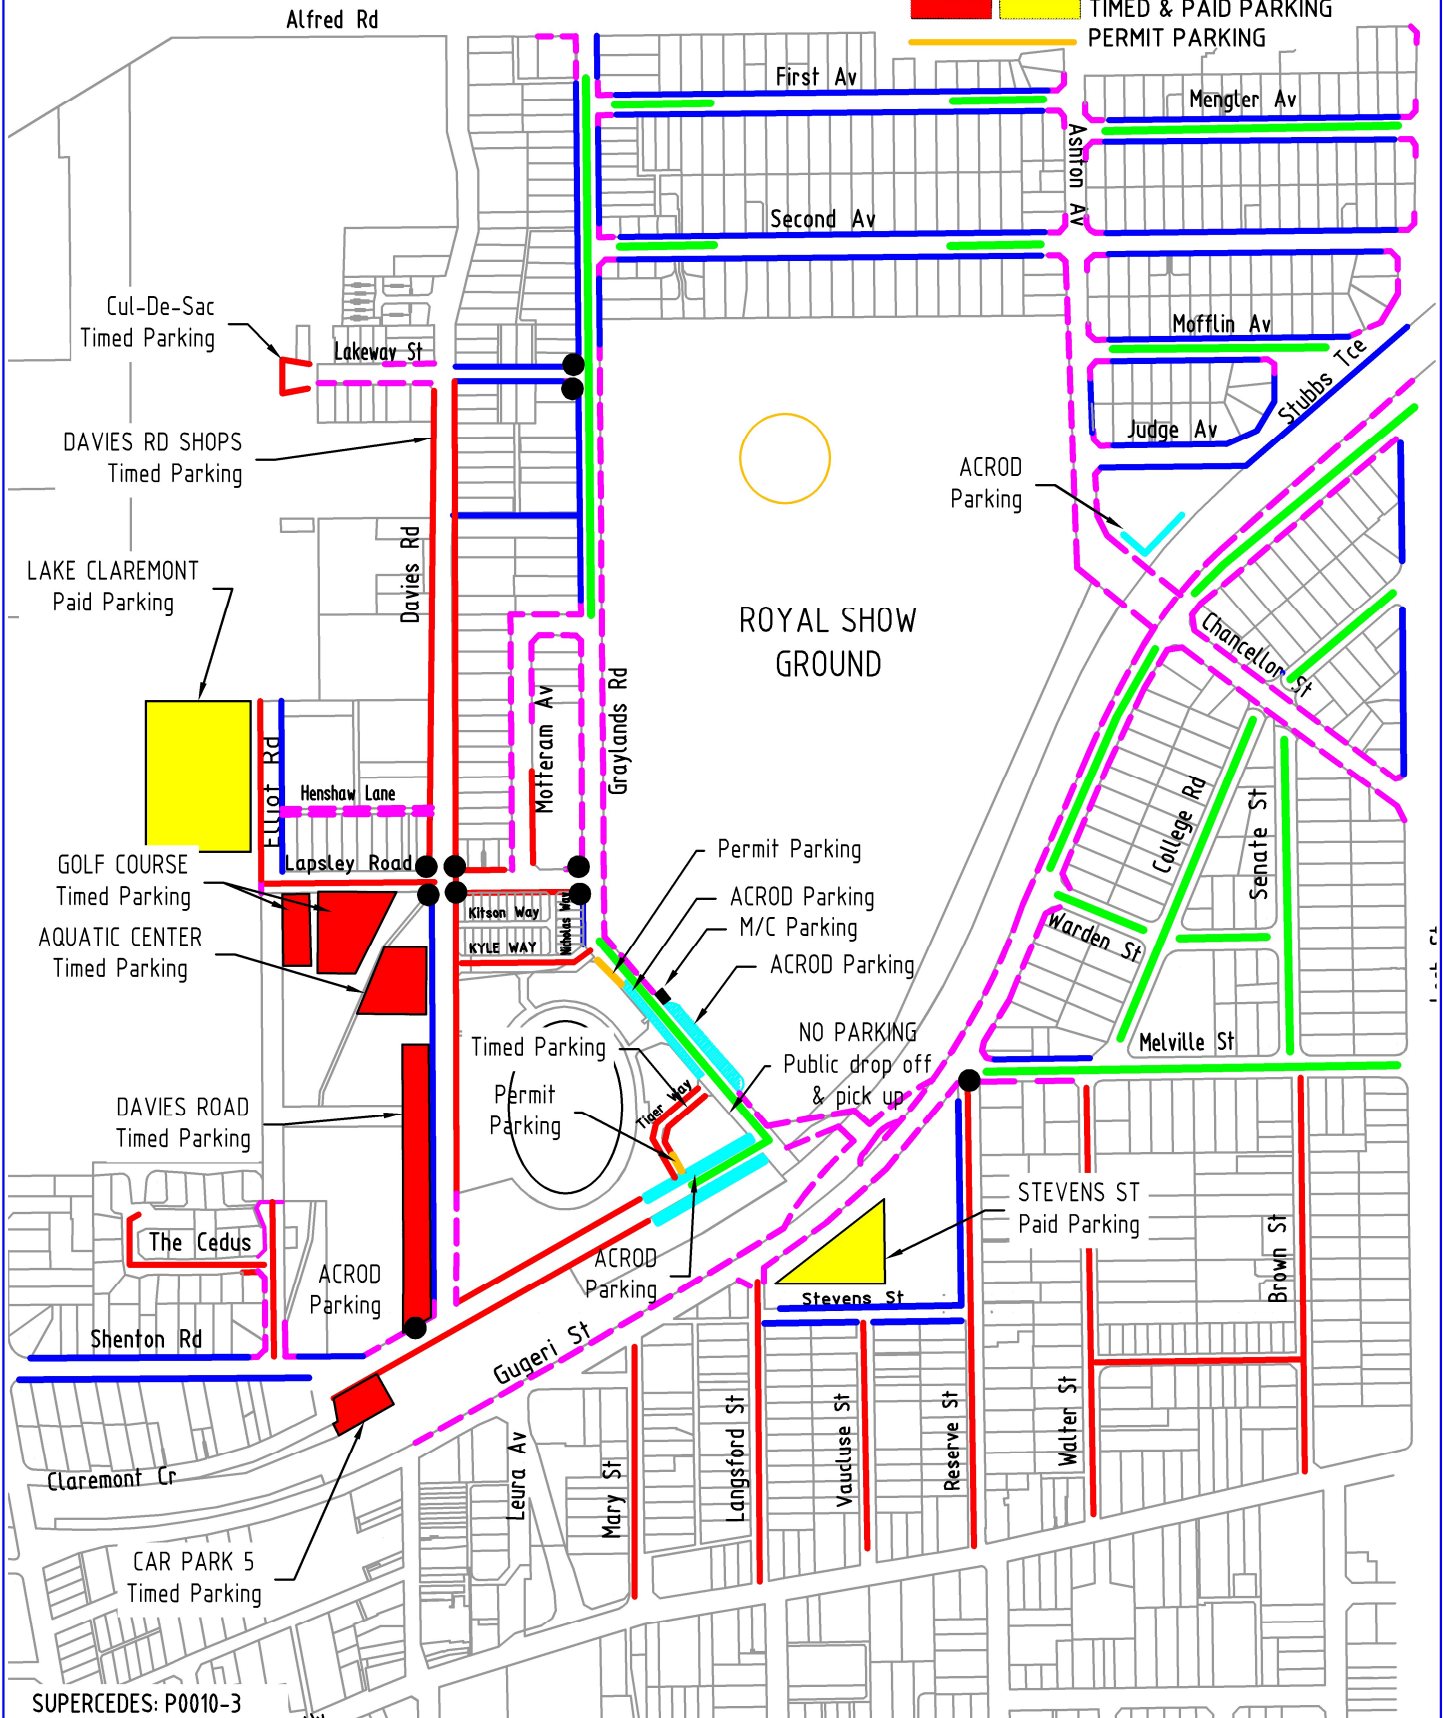 TIMED & PAID PARKING
PERMIT PARKING
Alfred Rd
First Av
Mengler Av
Ashton Av
Second Av
Cul-De-Sac
Timed Parking
Lakeway St
Mofflin Av
Stubbs Tce
Judge Av
DAVIES RD SHOPS
Timed Parking
ACROD
Parking
LAKE CLAREMONT
Paid Parking
Davies Rd
ROYAL SHOW
GROUND
Chancellor St
Graylands Rd
Motteram Av
Elliot Rd
Henshaw Lane
College Rd
Senate St
GOLF COURSE
Timed Parking
Lapsley Road
Permit Parking
ACROD Parking
M/C Parking
Kitson Way
Nicholas Way
KYLE WAY
Warden St
AQUATIC CENTER
Timed Parking
ACROD Parking
NO PARKING
Public drop off
& pick up
Timed Parking
Melville St
Permit
Parking
Tiger Way
DAVIES ROAD
Timed Parking
STEVENS ST
Paid Parking
The Cedus
ACROD
Parking
ACROD
Parking
Brown St
Stevens St
Shenton Rd
Gugeri St
Claremont Cr
Leura Av
Mary St
Langsford St
Vaucluse St
Reserve St
Walter St
CAR PARK 5
Timed Parking
SUPERCEDES: P0010-3